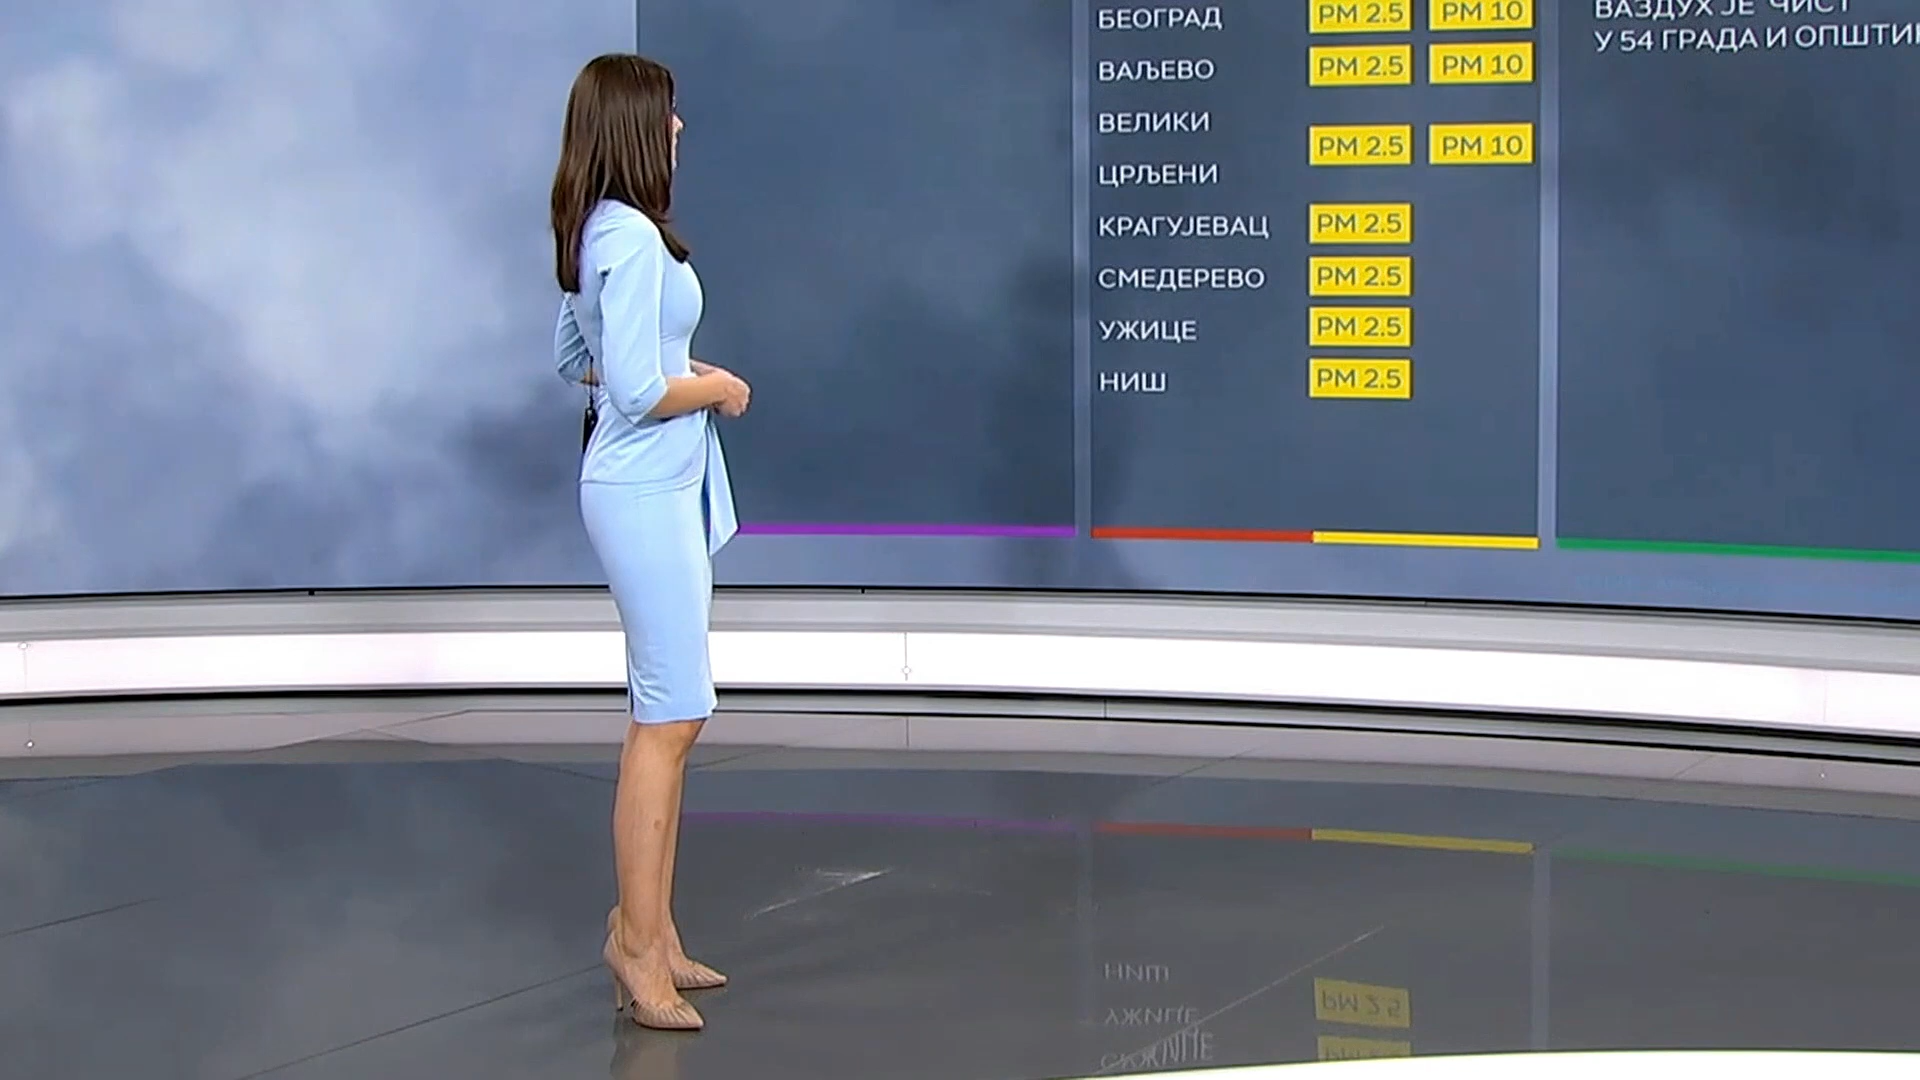 БЕОГРАД PM 2.5 PM 10
ВАЉЕВО PM 2.5 PM 10
ВЕЛИКИ
ЦРЉЕНИ PM 2.5 PM 10
КРАГУЈЕВАЦ PM 2.5
СМЕДЕРЕВО PM 2.5
УЖИЦЕ PM 2.5
НИШ PM 2.5
ВАЗДУХ ЈЕ ЧИСТ
У 54 ГРАДА И